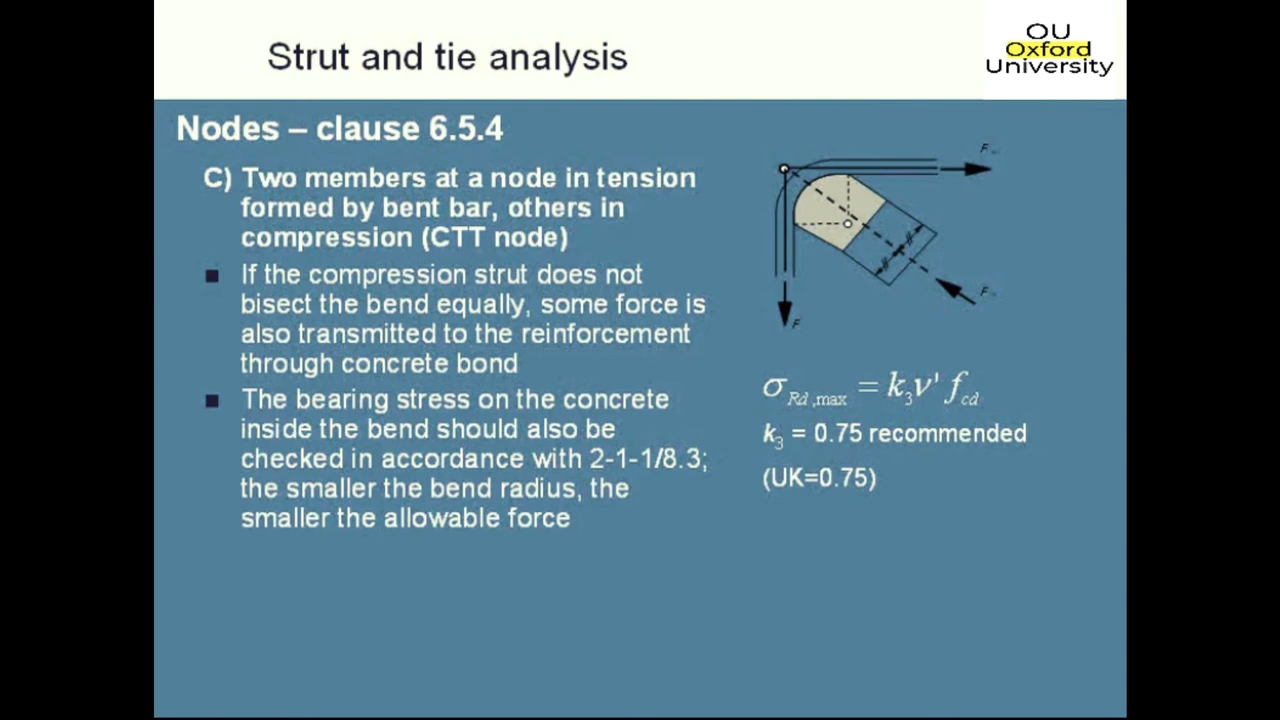 Strut and tie analysis
OU
Oxford
University
Nodes – clause 6.5.4
C) Two members at a node in tension
formed by bent bar, others in
compression (CTT node)
■ If the compression strut does not
bisect the bend equally, some force is
also transmitted to the reinforcement
through concrete bond
■ The bearing stress on the concrete
inside the bend should also be
checked in accordance with 2-1-1/8.3;
the smaller the bend radius, the
smaller the allowable force
F
F
F
σRd,max = k3ν' fcd
k3 = 0.75 recommended
(UK=0.75)